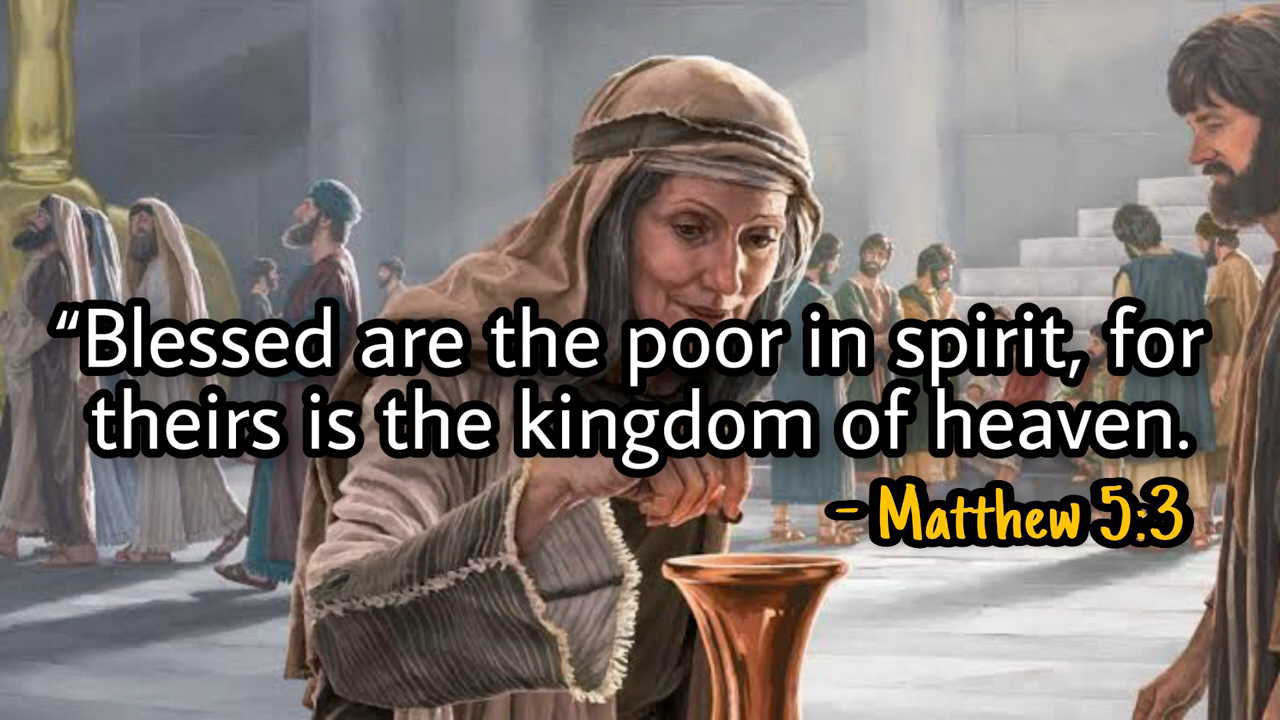 “Blessed are the poor in spirit, for
theirs is the kingdom of heaven.
- Matthew 5:3